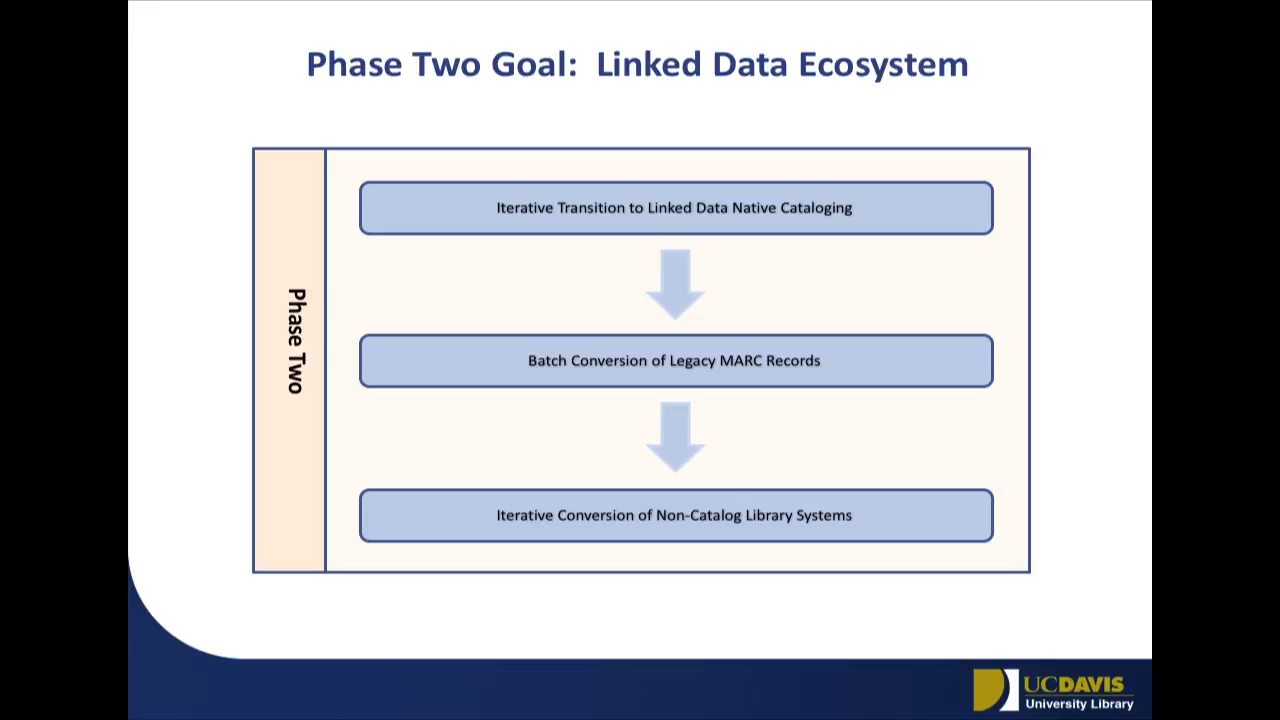 Phase Two Goal:  Linked Data Ecosystem
Phase Two
Iterative Transition to Linked Data Native Cataloging
Batch Conversion of Legacy MARC Records
Iterative Conversion of Non-Catalog Library Systems
UCDAVIS
University Library